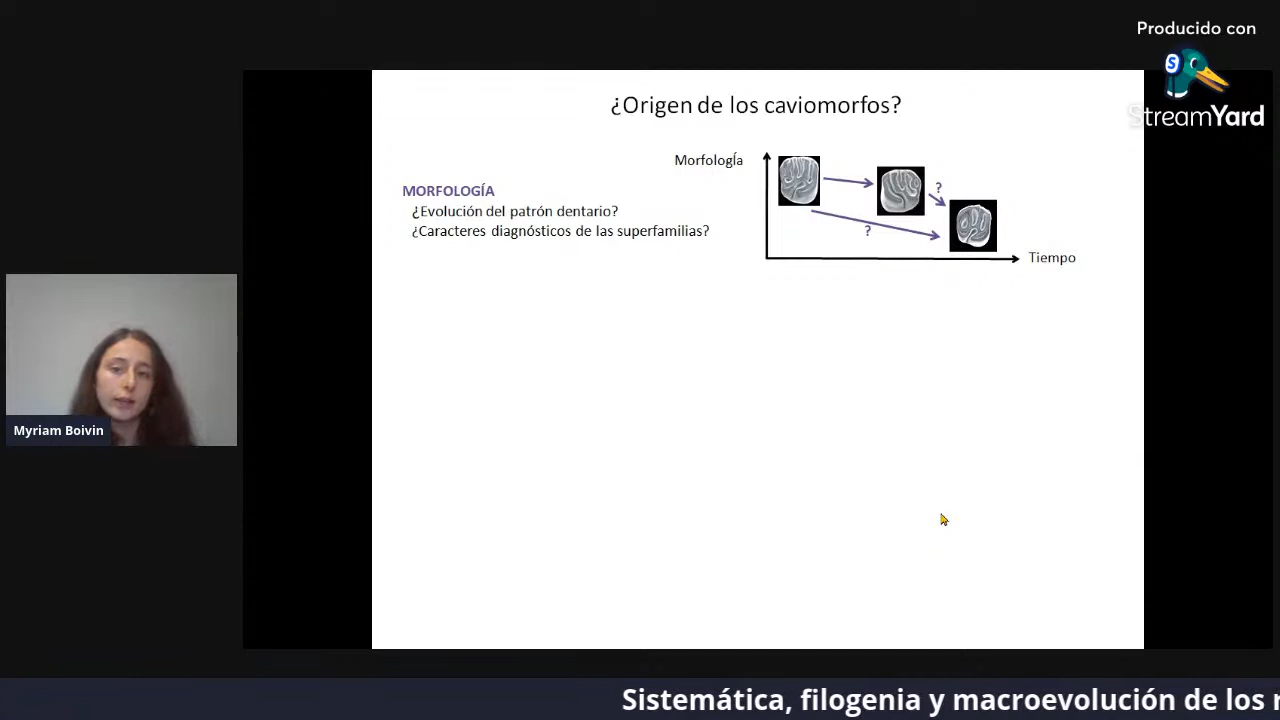 Producido con
StreamYard
¿Origen de los caviomorfos?
Morfología
MORFOLOGÍA
¿Evolución del patrón dentario?
¿Caracteres diagnósticos de las superfamilias?
?
?
Tiempo
Myriam Boivin
Sistemática, filogenia y macroevolución de los